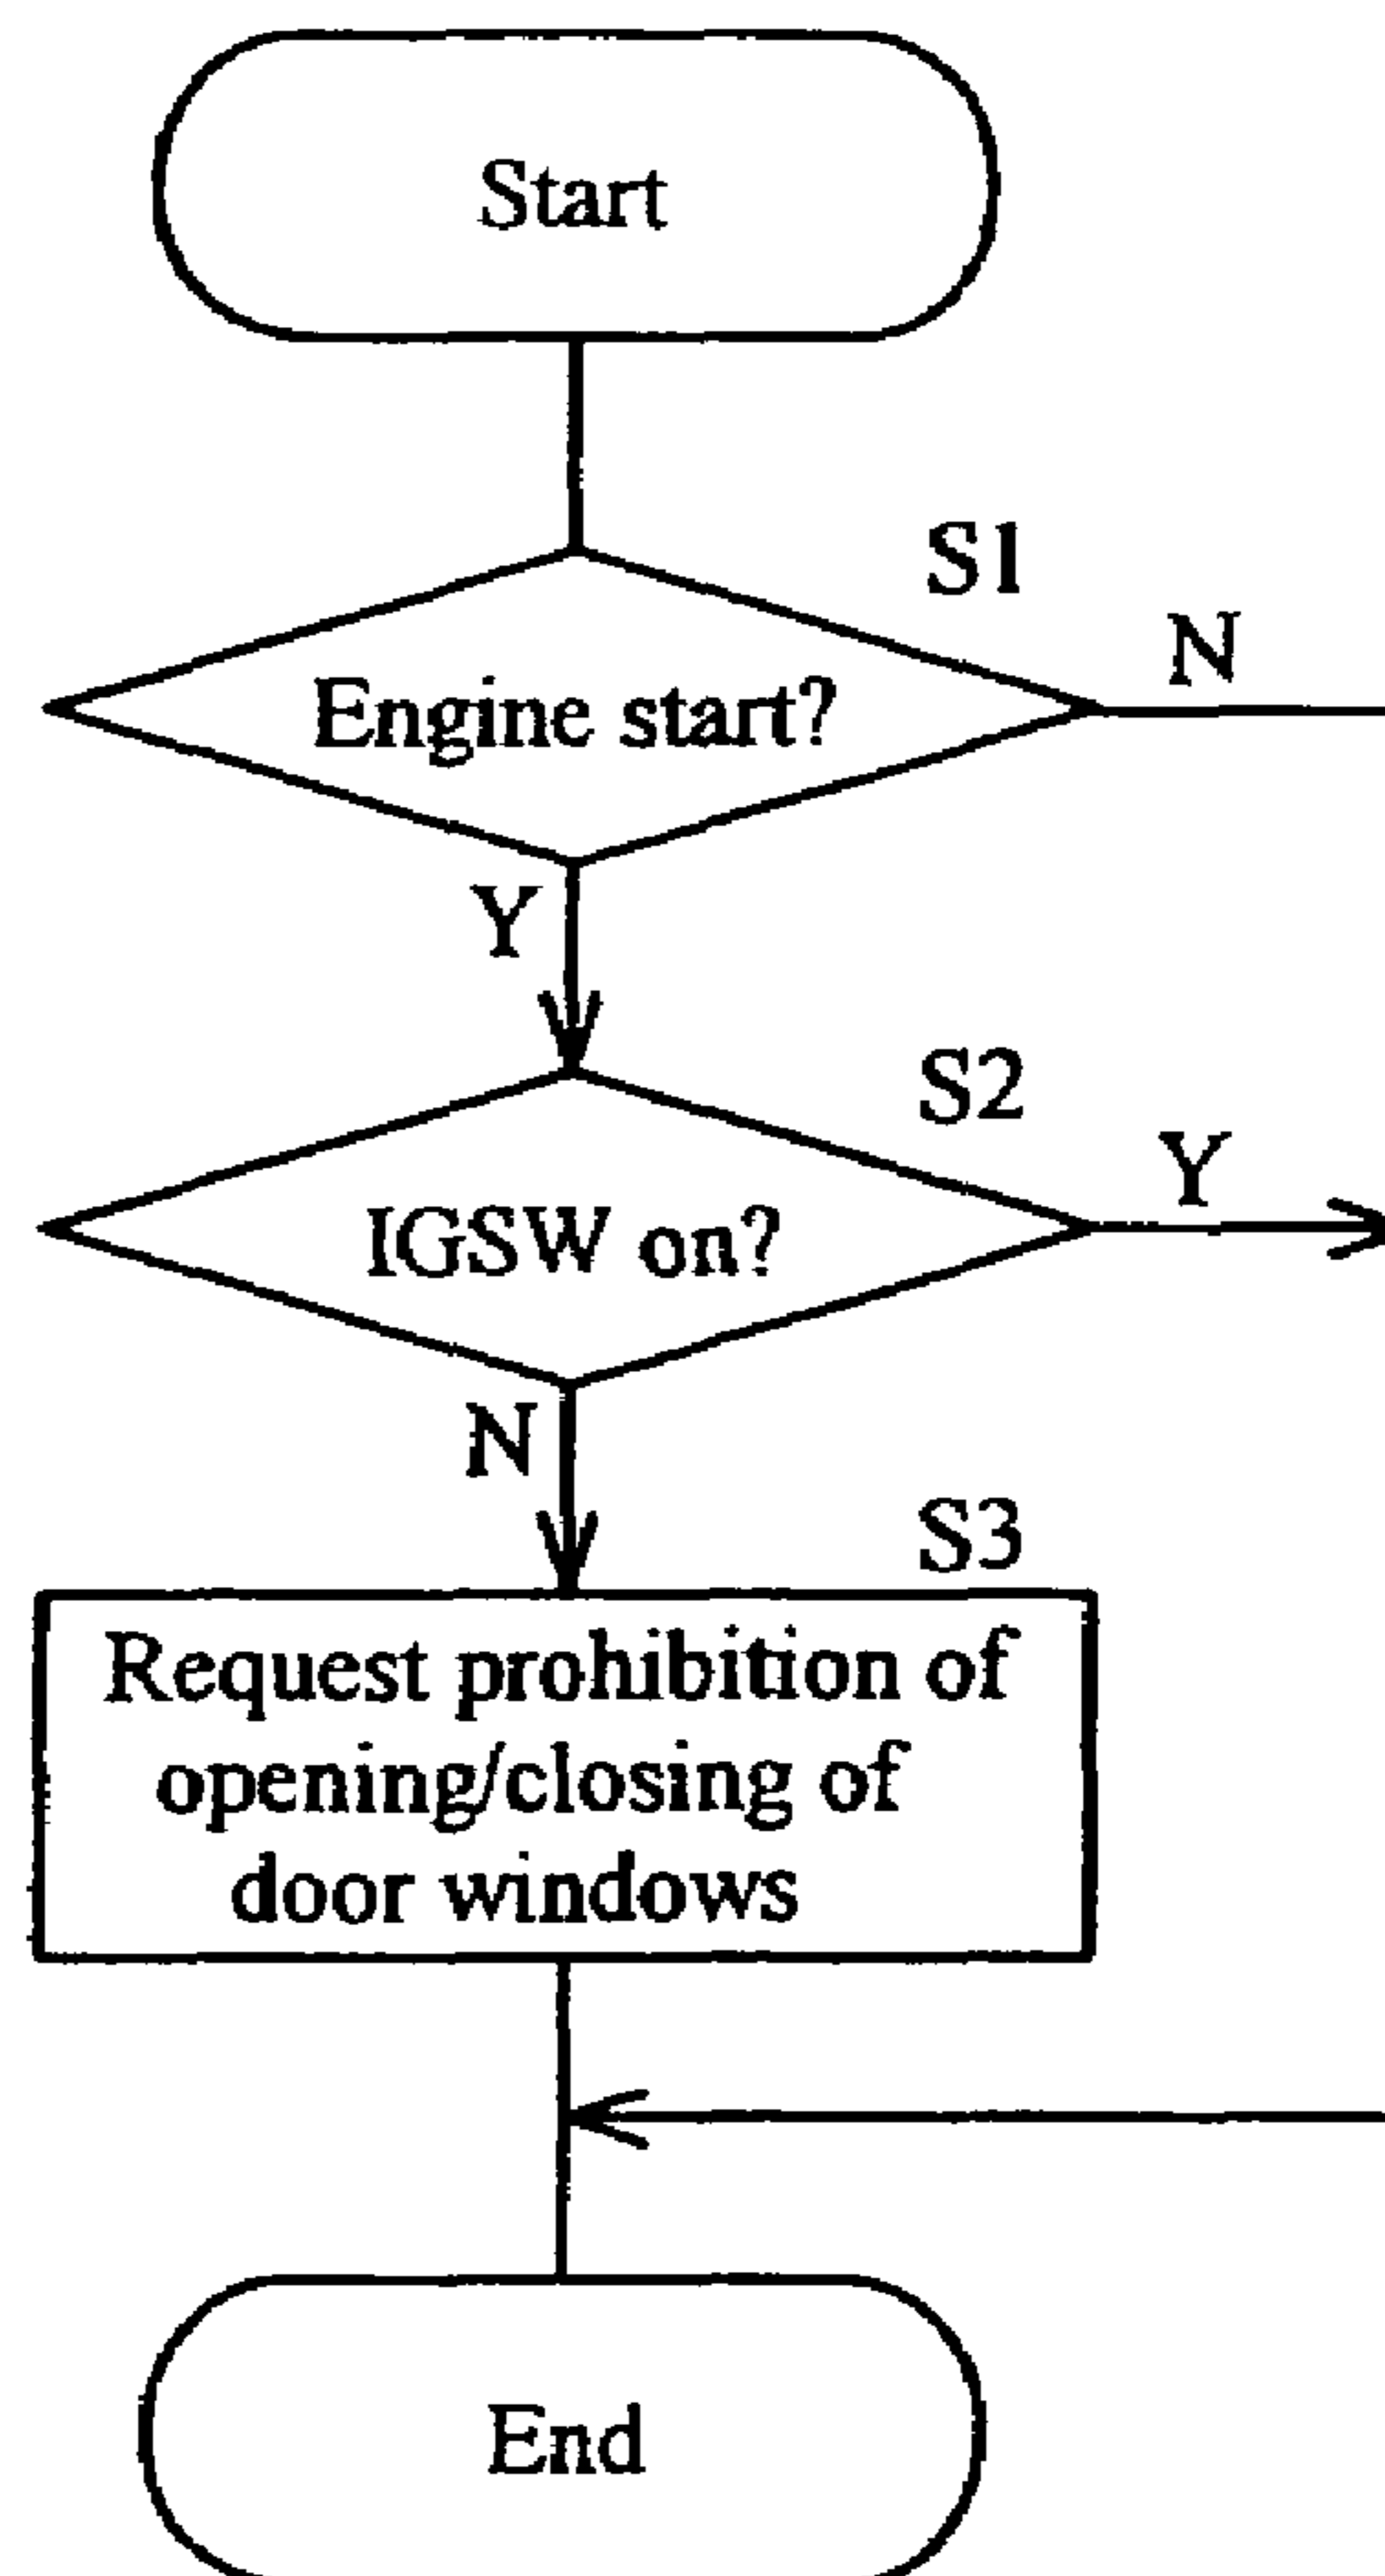 Start
S1
N
Engine start?
Y
S2
Y
IGSW on?
N
S3
Request prohibition of
opening/closing of
door windows
End